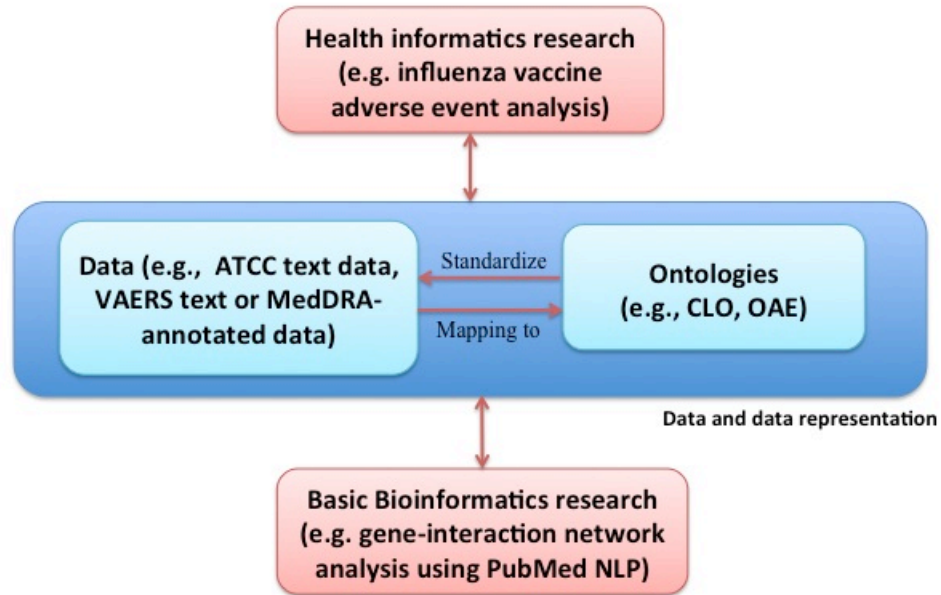 Health informatics research
(e.g. influenza vaccine
adverse event analysis)
Data (e.g., ATCC text data,
VAERS text or MedDRA-
annotated data)
Standardize
Mapping to
Ontologies
(e.g., CLO, OAE)
Data and data representation
Basic Bioinformatics research
(e.g. gene-interaction network
analysis using PubMed NLP)